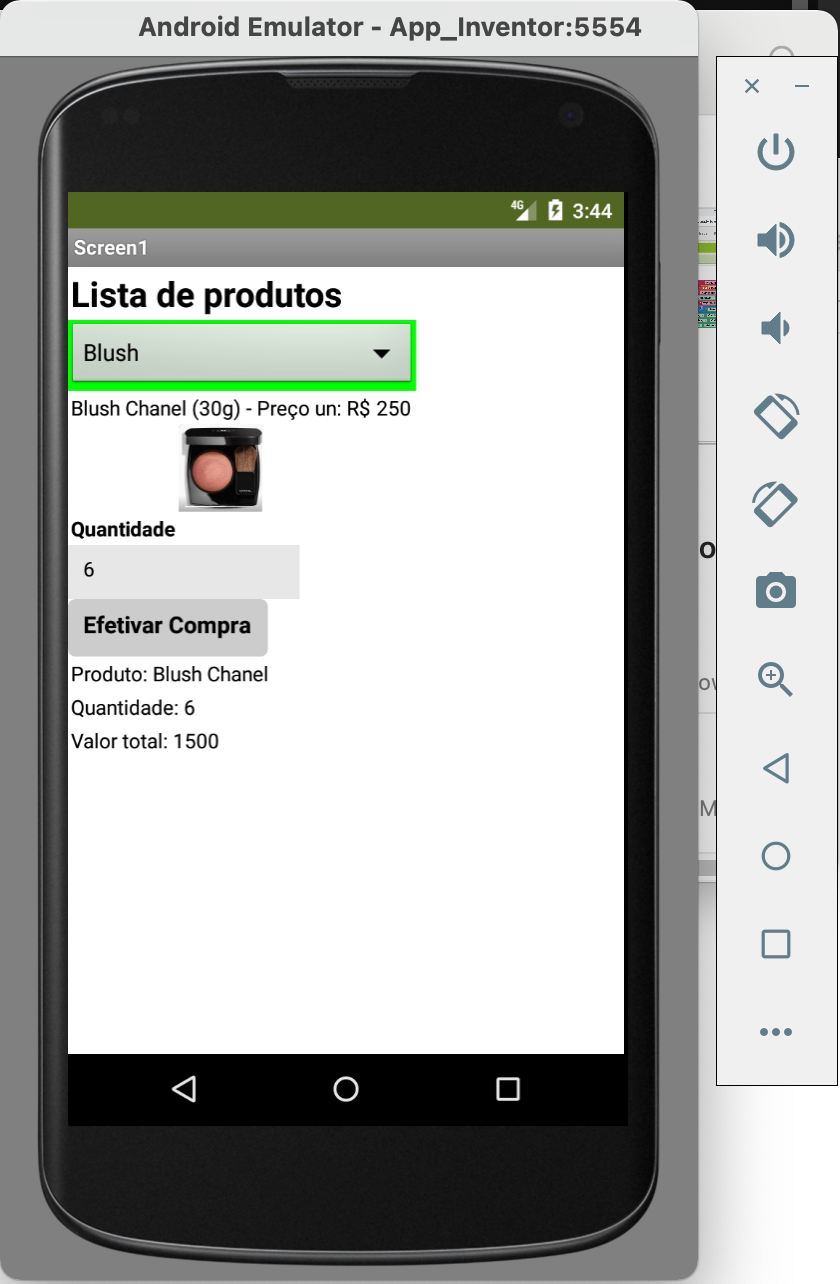 Android Emulator - App_Inventor:5554
4G 3:44
Screen1
Lista de produtos
Blush
Blush Chanel (30g) - Preço un: R$ 250
Quantidade
6
Efetivar Compra
Produto: Blush Chanel
Quantidade: 6
Valor total: 1500